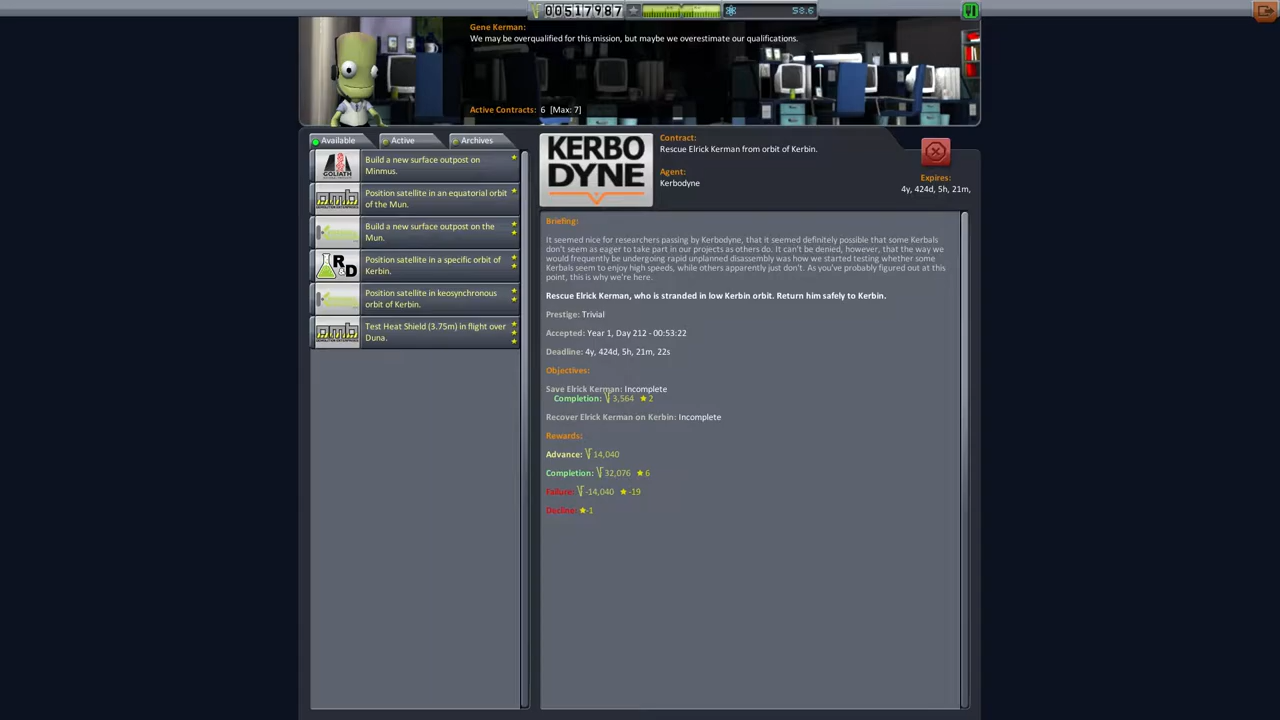 00517987
58.6
Gene Kerman:
We may be overqualified for this mission, but maybe we overestimate our qualifications.
Active Contracts: 6 [Max: 7]
Available
Active
Archives
GOLIATH
Build a new surface outpost on
Minmus.
Position satellite in an equatorial orbit
of the Mun.
Build a new surface outpost on the
Mun.
R&D
Position satellite in a specific orbit of
Kerbin.
Position satellite in keosynchronous
orbit of Kerbin.
Test Heat Shield (3.75m) in flight over
Duna.
KERBO
DYNE
Contract:
Rescue Elrick Kerman from orbit of Kerbin.
Agent:
Kerbodyne
Expires:
4y, 424d, 5h, 21m,
Briefing:
It seemed nice for researchers passing by Kerbodyne, that it seemed definitely possible that some Kerbals
don't seem as eager to take part in our projects as others do. It can't be denied, however, that the way we
would frequently be undergoing rapid unplanned disassembly was how we started testing whether some
Kerbals seem to enjoy high speeds, while others apparently just don't. As you've probably figured out at this
point, this is why we're here.
Rescue Elrick Kerman, who is stranded in low Kerbin orbit. Return him safely to Kerbin.
Prestige: Trivial
Accepted: Year 1, Day 212 - 00:53:22
Deadline: 4y, 424d, 5h, 21m, 22s
Objectives:
Save Elrick Kerman: Incomplete
Completion: 3,564 2
Recover Elrick Kerman on Kerbin: Incomplete
Rewards:
Advance: 14,040
Completion: 32,076 6
Failure: -14,040 -19
Decline: -1